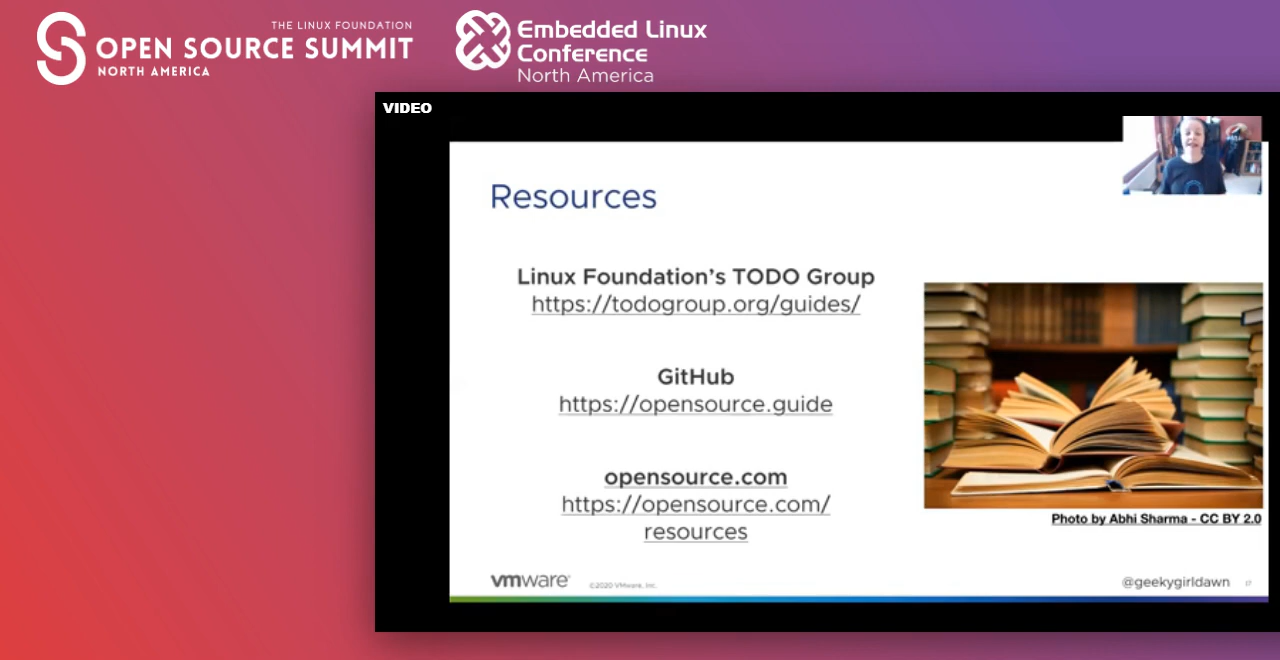 THE LINUX FOUNDATION
OPEN SOURCE SUMMIT
NORTH AMERICA
Embedded Linux
Conference
North America
VIDEO
Resources
Linux Foundation’s TODO Group
https://todogroup.org/guides/
GitHub
https://opensource.guide
opensource.com
https://opensource.com/
resources
Photo by Abhi Sharma - CC BY 2.0
vmware®
©2020 VMware, Inc.
@geekygirldawn
17